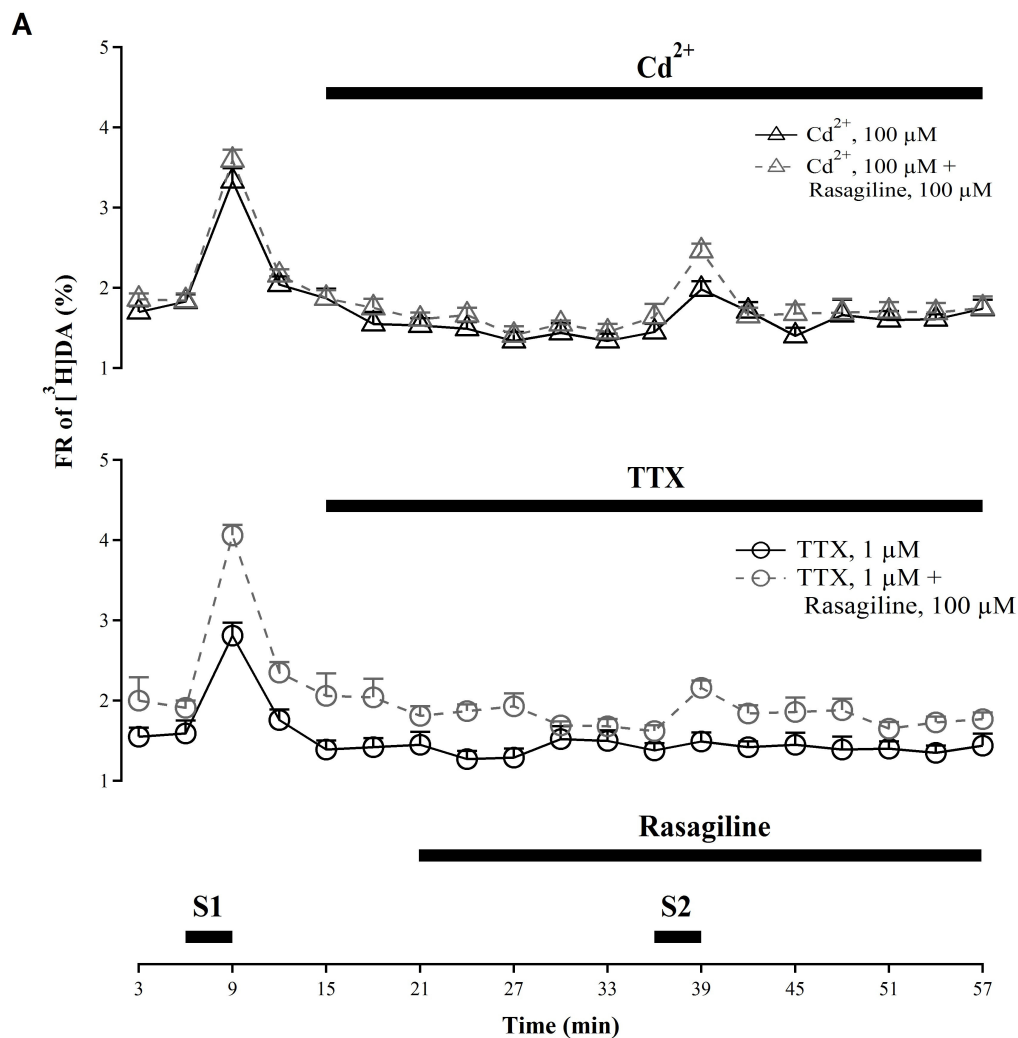 A
5
Cd2+
4
Cd2+, 100 µM
Cd2+, 100 µM +
Rasagiline, 100 µM
3
2
1
FR of [3H]DA (%)
5
TTX
4
TTX, 1 µM
TTX, 1 µM +
Rasagiline, 100 µM
3
2
1
Rasagiline
S1 S2
3 9 15 21 27 33 39 45 51 57
Time (min)